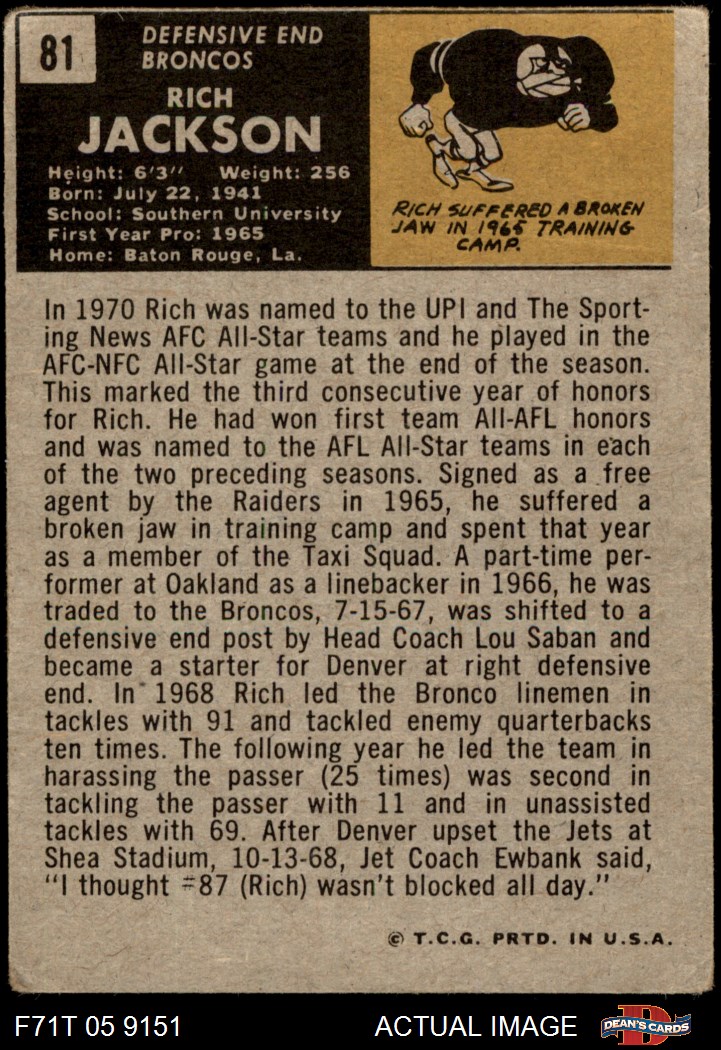 81
DEFENSIVE END
BRONCOS
RICH
JACKSON
Height: 6'3" Weight: 256
Born: July 22, 1941
School: Southern University
First Year Pro: 1965
Home: Baton Rouge, La.
RICH SUFFERED A BROKEN
JAW IN 1965 TRAINING
CAMP.
In 1970 Rich was named to the UPI and The Sport-
ing News AFC All-Star teams and he played in the
AFC-NFC All-Star game at the end of the season.
This marked the third consecutive year of honors
for Rich. He had won first team All-AFL honors
and was named to the AFL All-Star teams in each
of the two preceding seasons. Signed as a free
agent by the Raiders in 1965, he suffered a
broken jaw in training camp and spent that year
as a member of the Taxi Squad. A part-time per-
former at Oakland as a linebacker in 1966, he was
traded to the Broncos, 7-15-67, was shifted to a
defensive end post by Head Coach Lou Saban and
became a starter for Denver at right defensive
end. In 1968 Rich led the Bronco linemen in
tackles with 91 and tackled enemy quarterbacks
ten times. The following year he led the team in
harassing the passer (25 times) was second in
tackling the passer with 11 and in unassisted
tackles with 69. After Denver upset the Jets at
Shea Stadium, 10-13-68, Jet Coach Ewbank said,
"I thought #87 (Rich) wasn't blocked all day."
© T.C.G. PRTD. IN U.S.A.
F71T 05 9151 ACTUAL IMAGE D DEAN'S CARDS